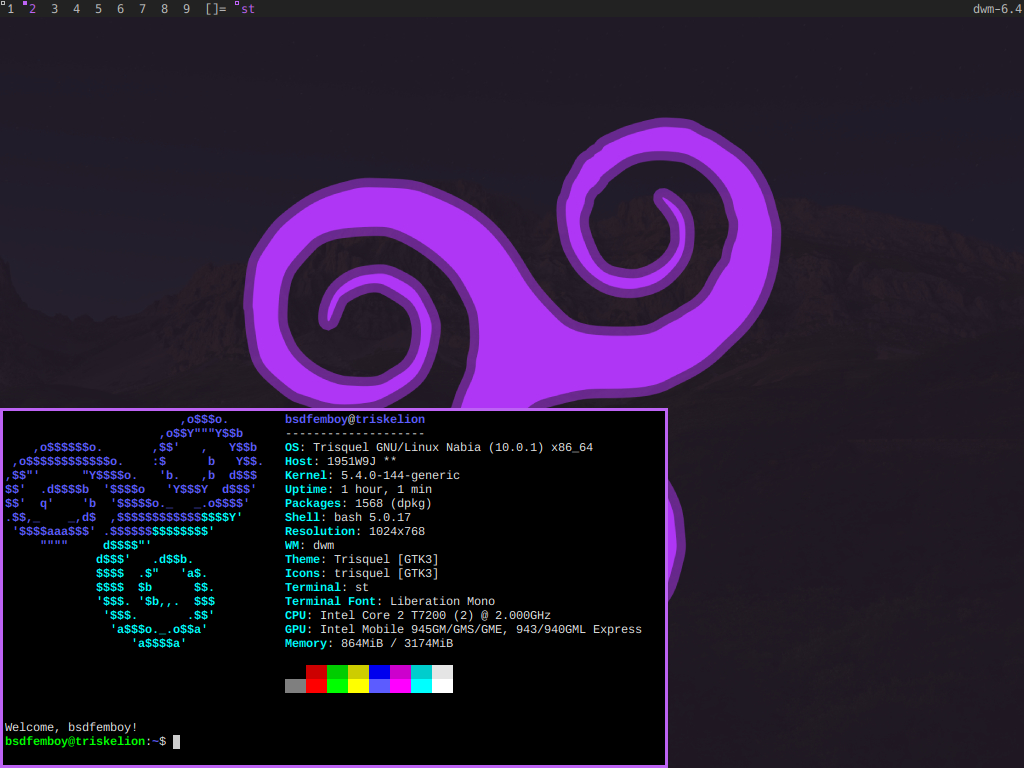 1 2 3 4 5 6 7 8 9 []= st dwm-6.4
bsdfemboy@triskelion
--------------------
OS: Trisquel GNU/Linux Nabia (10.0.1) x86_64
Host: 1951W9J **
Kernel: 5.4.0-144-generic
Uptime: 1 hour, 1 min
Packages: 1568 (dpkg)
Shell: bash 5.0.17
Resolution: 1024x768
WM: dwm
Theme: Trisquel [GTK3]
Icons: trisquel [GTK3]
Terminal: st
Terminal Font: Liberation Mono
CPU: Intel Core 2 T7200 (2) @ 2.000GHz
GPU: Intel Mobile 945GM/GMS/GME, 943/940GML Express
Memory: 864MiB / 3174MiB
Welcome, bsdfemboy!
bsdfemboy@triskelion:~$